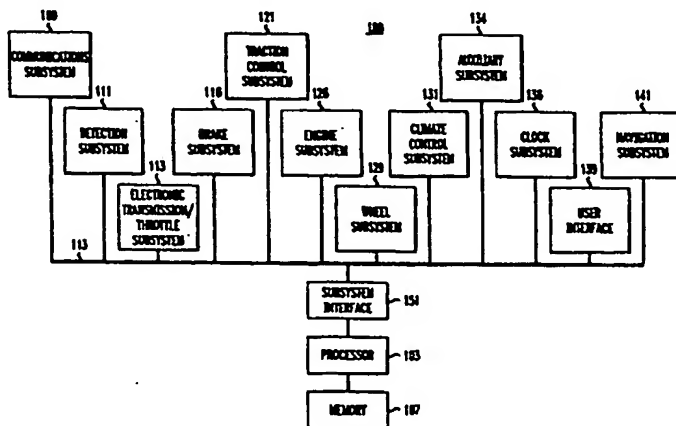 100
121
134
COMMUNICATIONS
SUBSYSTEM
TRACTION
CONTROL
SUBSYSTEM
AUXILIARY
SUBSYSTEM
111
116
126
131
136
141
DETECTION
SUBSYSTEM
BRAKE
SUBSYSTEM
ENGINE
SUBSYSTEM
CLIMATE
CONTROL
SUBSYSTEM
CLOCK
SUBSYSTEM
NAVIGATION
SUBSYSTEM
113
129
139
ELECTRONIC
TRANSMISSION/
THROTTLE
SUBSYSTEM
WHEEL
SUBSYSTEM
USER
INTERFACE
113
SUBSYSTEM
INTERFACE
151
PROCESSOR
103
MEMORY
107